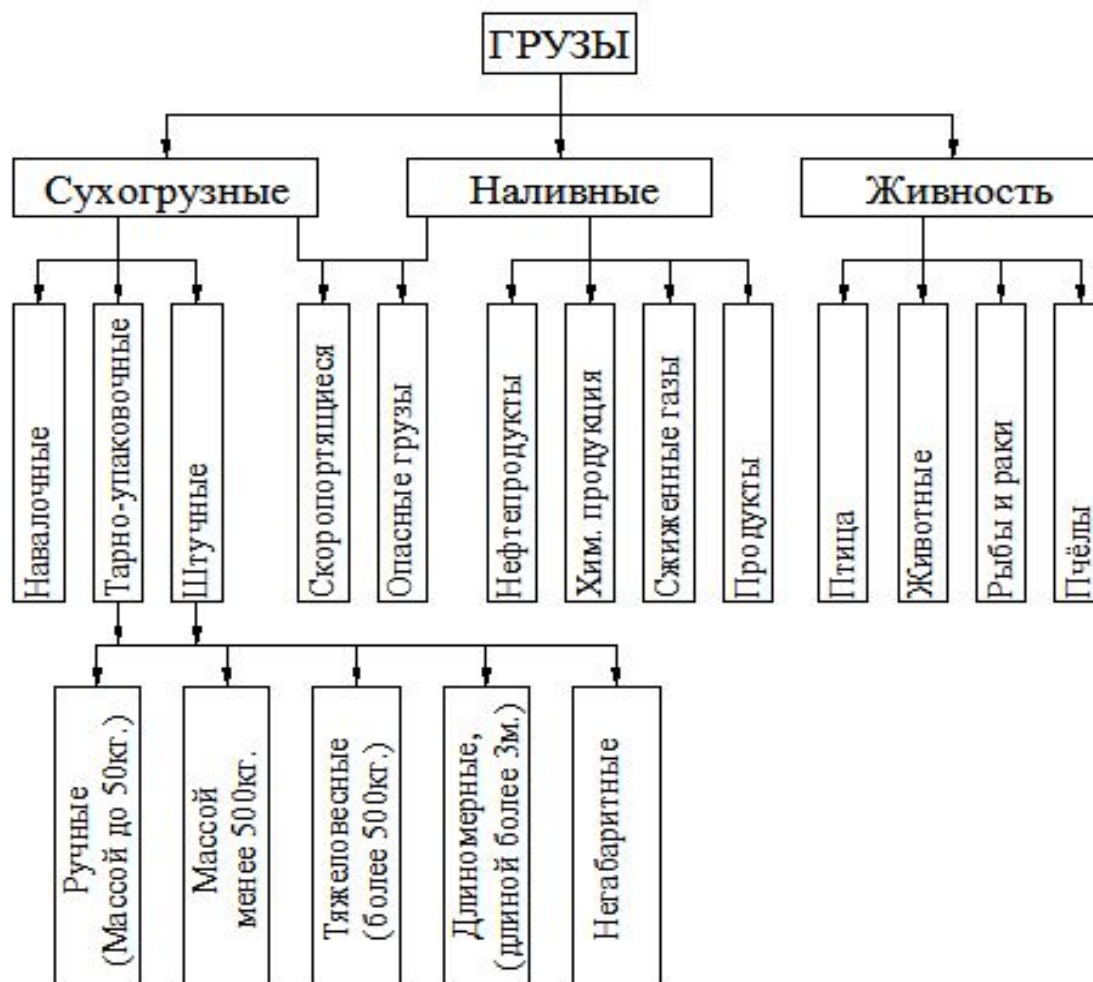 ГРУЗЫ
Сухогрузные
Наливные
Живность
Навалочные
Тарно-упаковочные
Штучные
Скоропортящиеся
Опасные грузы
Нефтепродукты
Хим. продукция
Сжиженные газы
Продукты
Птица
Животные
Рыбы и раки
Пчёлы
Ручные
(Массой до 50кг.)
Массой
менее 500кг.
Тяжеловесные
(более 500кг.)
Длиномерные,
(длиной более 3м.)
Негабаритные